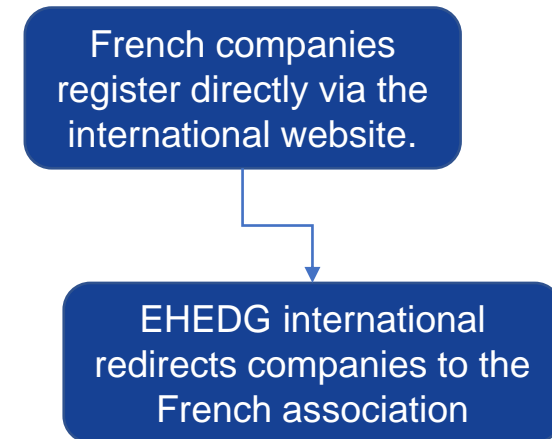 French companies
register directly via the
international website.
EHEDG international
redirects companies to the
French association